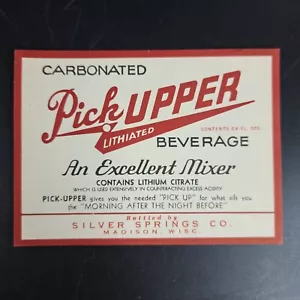 CARBONATED
Pick UPPER
LITHIATED
BEVERAGE
An Excellent Mixer
CONTAINS LITHIUM CITRATE
WHICH IS USED EXTENSIVELY IN COUNTRACTING EXCESS ACIDITY
PICK-UPPER gives you the needed "PICK UP" for what ails you
the "MORNING AFTER THE NIGHT BEFORE"
Bottled by
SILVER SPRINGS CO.
MADISON, WISC.